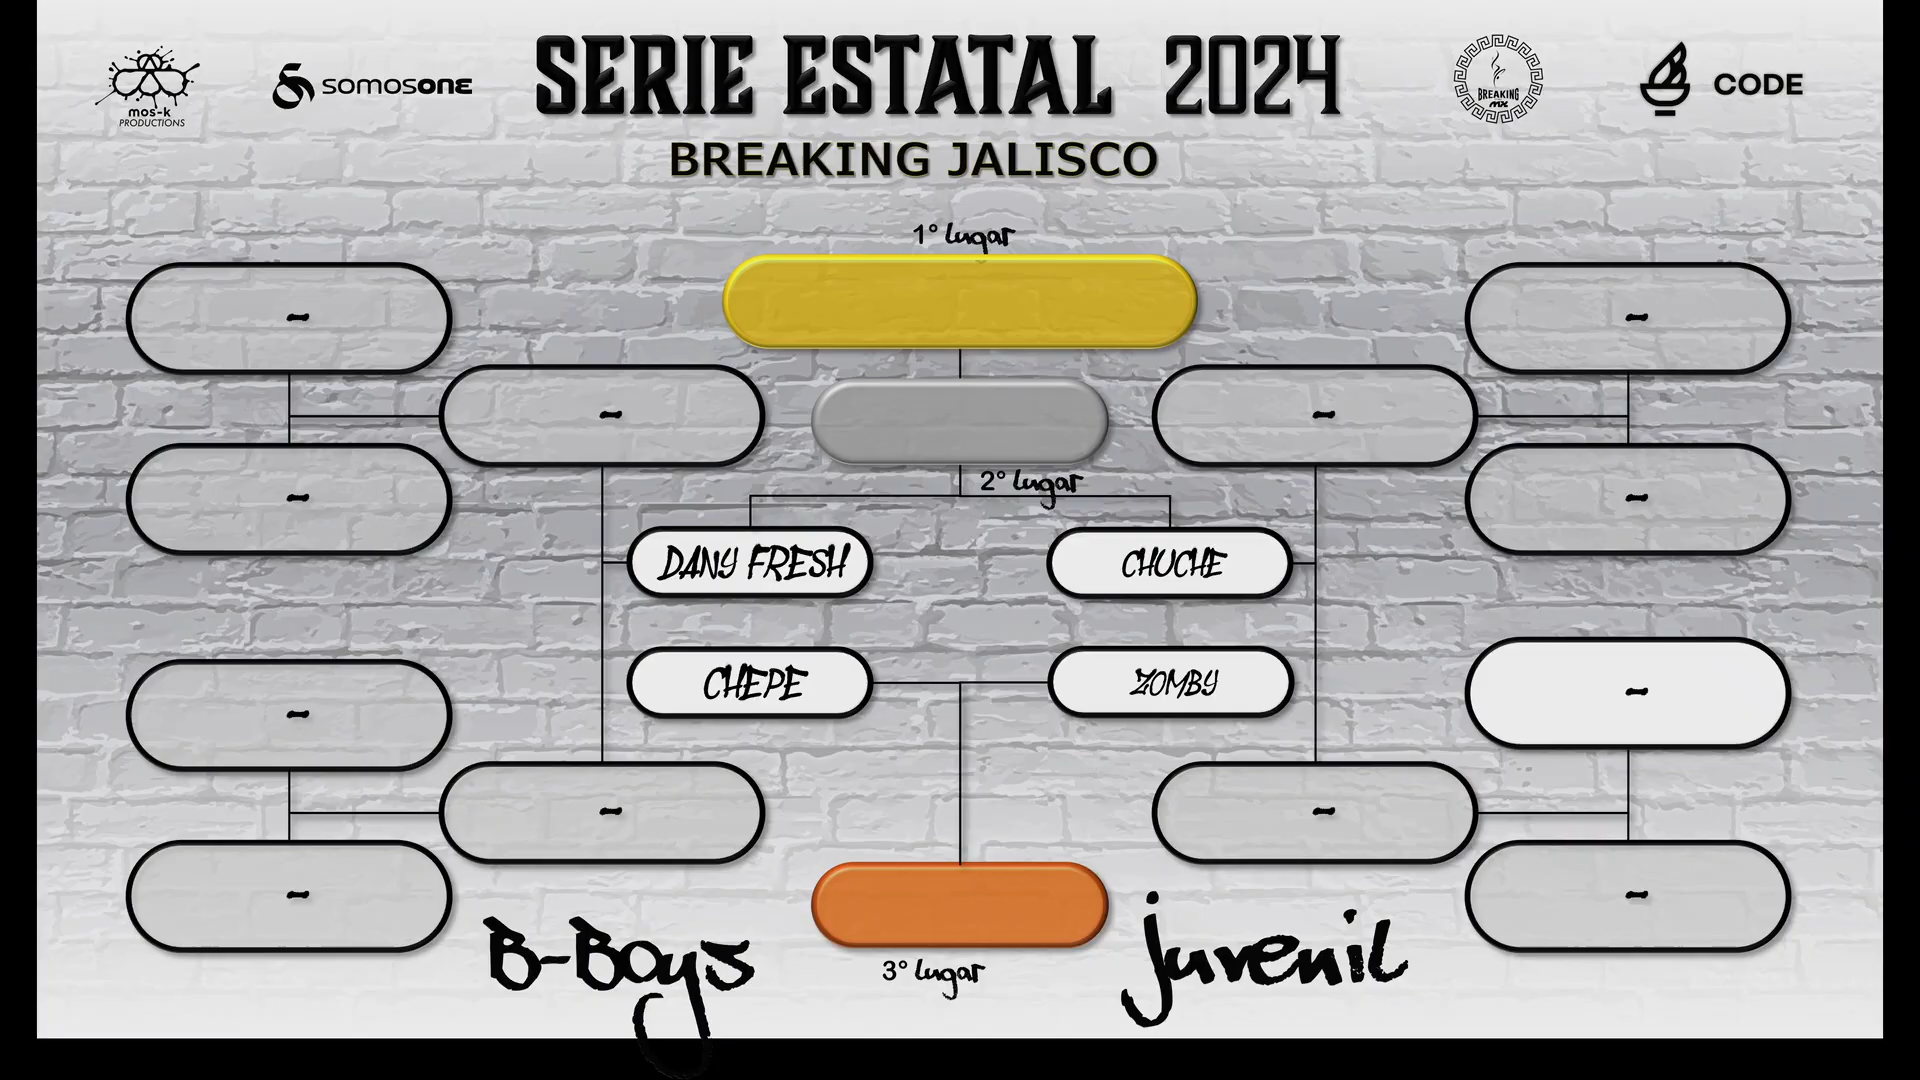 mos-k
PRODUCTIONS
somosone
SERIE ESTATAL 2024
BREAKING
mx
CODE
BREAKING JALISCO
1° lugar
-
-
-
-
2° lugar
-
-
DANY FRESH
CHUCHE
CHEPE
ZOMBY
-
-
-
-
-
-
B-Boys
3° lugar
juvenil